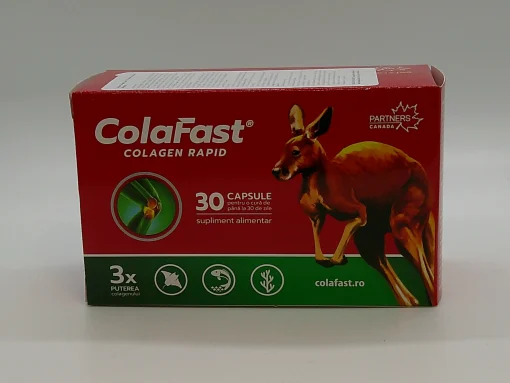 ColaFast®
COLAGEN RAPID
PARTNERS
CANADA
30 CAPSULE
pentru o cură de
până la 30 de zile
supliment alimentar
3x
PUTEREA
colagenului
colafast.ro